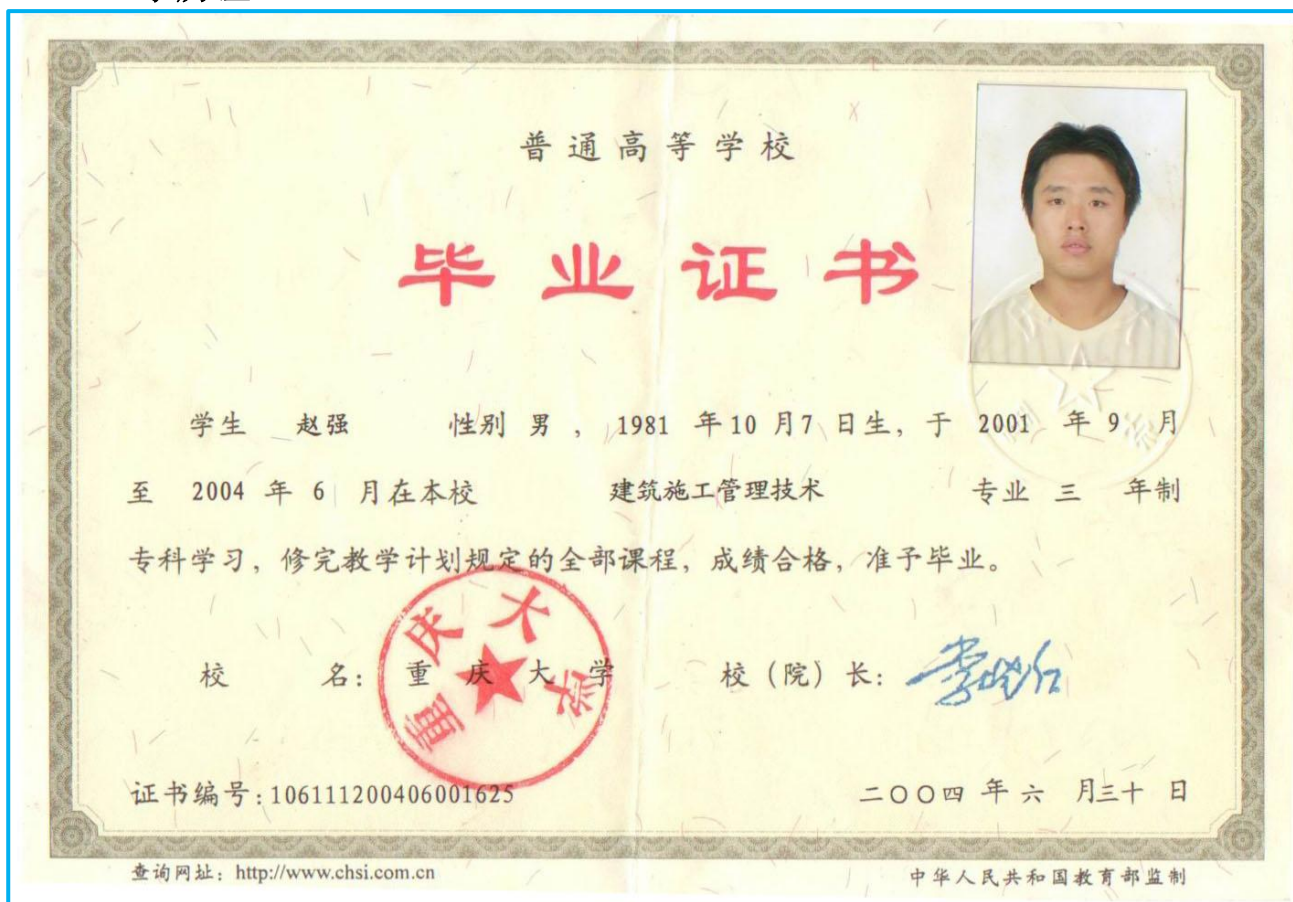 普通高等学校
毕业证书
学生 赵强 性别 男 , 1981 年10 月7 日生, 于 2001 年 9 月
至 2004 年 6 月在本校 建筑施工管理技术 专业 三 年制
专科学习, 修完教学计划规定的全部课程, 成绩合格, 准予毕业。
校 名: 重庆大学 校 (院) 长:
重庆大学
证书编号: 106111200406001625 二〇〇四 年 六 月三十 日
查询网址: http://www.chsi.com.cn 中华人民共和国教育部监制